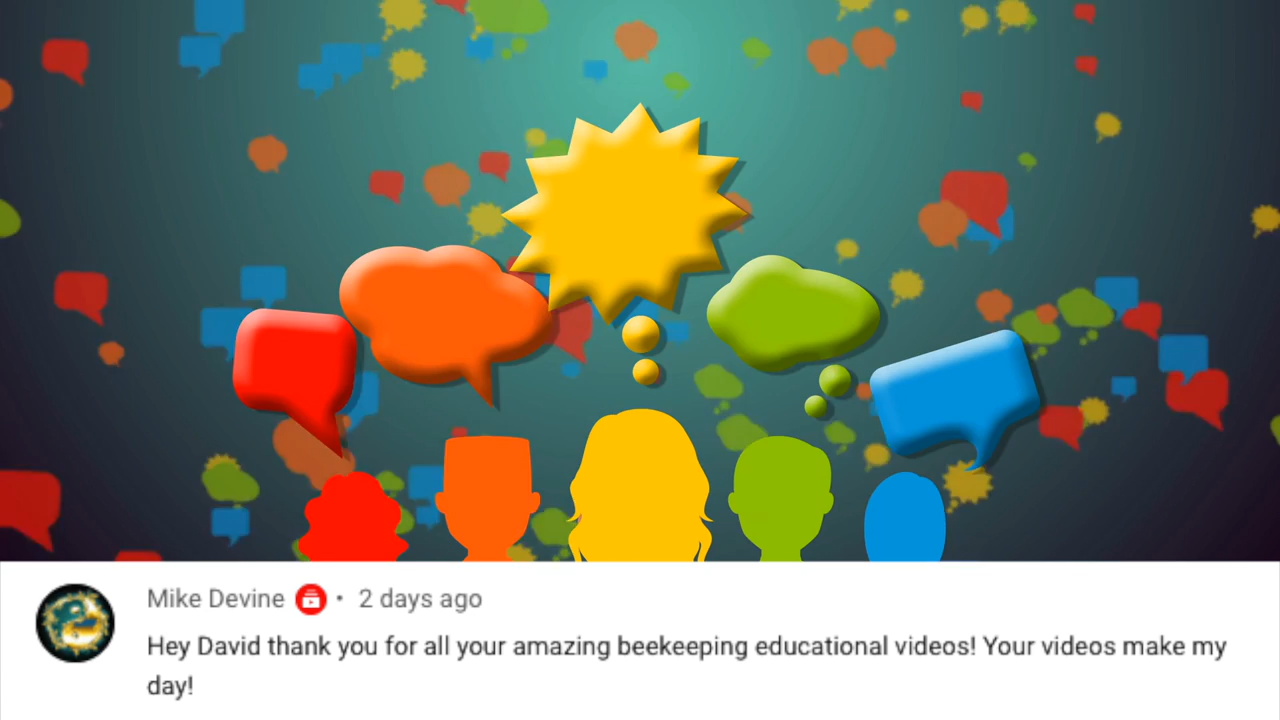 Mike Devine • 2 days ago
Hey David thank you for all your amazing beekeeping educational videos! Your videos make my
day!